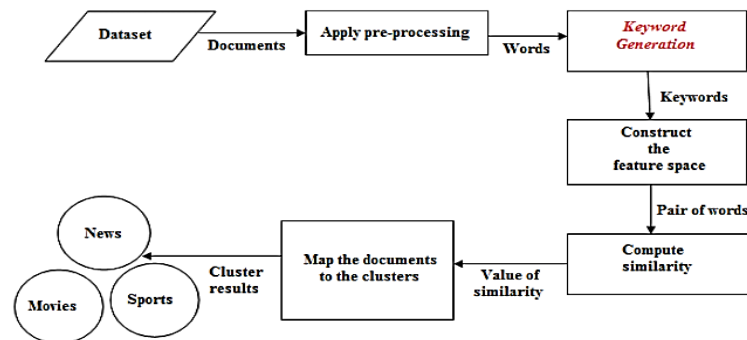 Dataset
Documents
Apply pre-processing
Words
Keyword
Generation
Keywords
Construct
the
feature space
Pair of words
Compute
similarity
Value of
similarity
Map the documents
to the clusters
Cluster
results
News
Movies
Sports